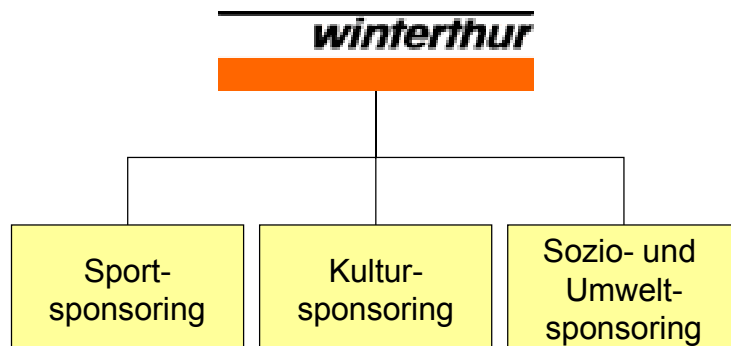 winterthur
Sport-
sponsoring
Kultur-
sponsoring
Sozio- und
Umwelt-
sponsoring